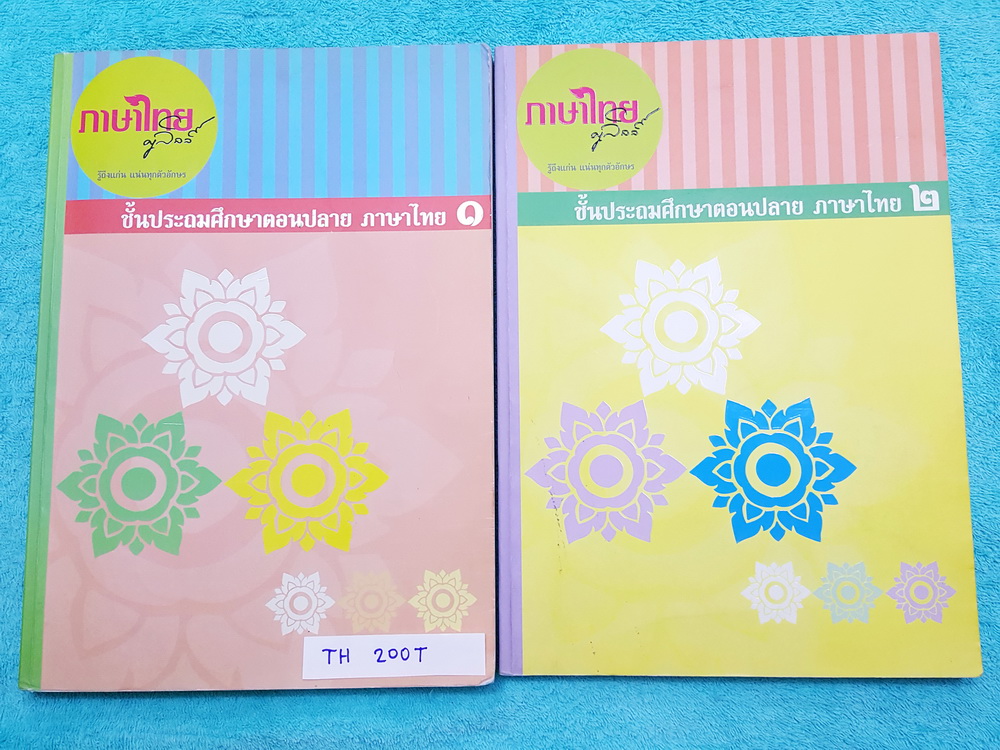 ภาษาไทย
รู้ถึงแก่น แน่นทุกตัวอักษร
ชั้นประถมศึกษาตอนปลาย ภาษาไทย ๑
TH 200T
ภาษาไทย
รู้ถึงแก่น แน่นทุกตัวอักษร
ชั้นประถมศึกษาตอนปลาย ภาษาไทย ๒